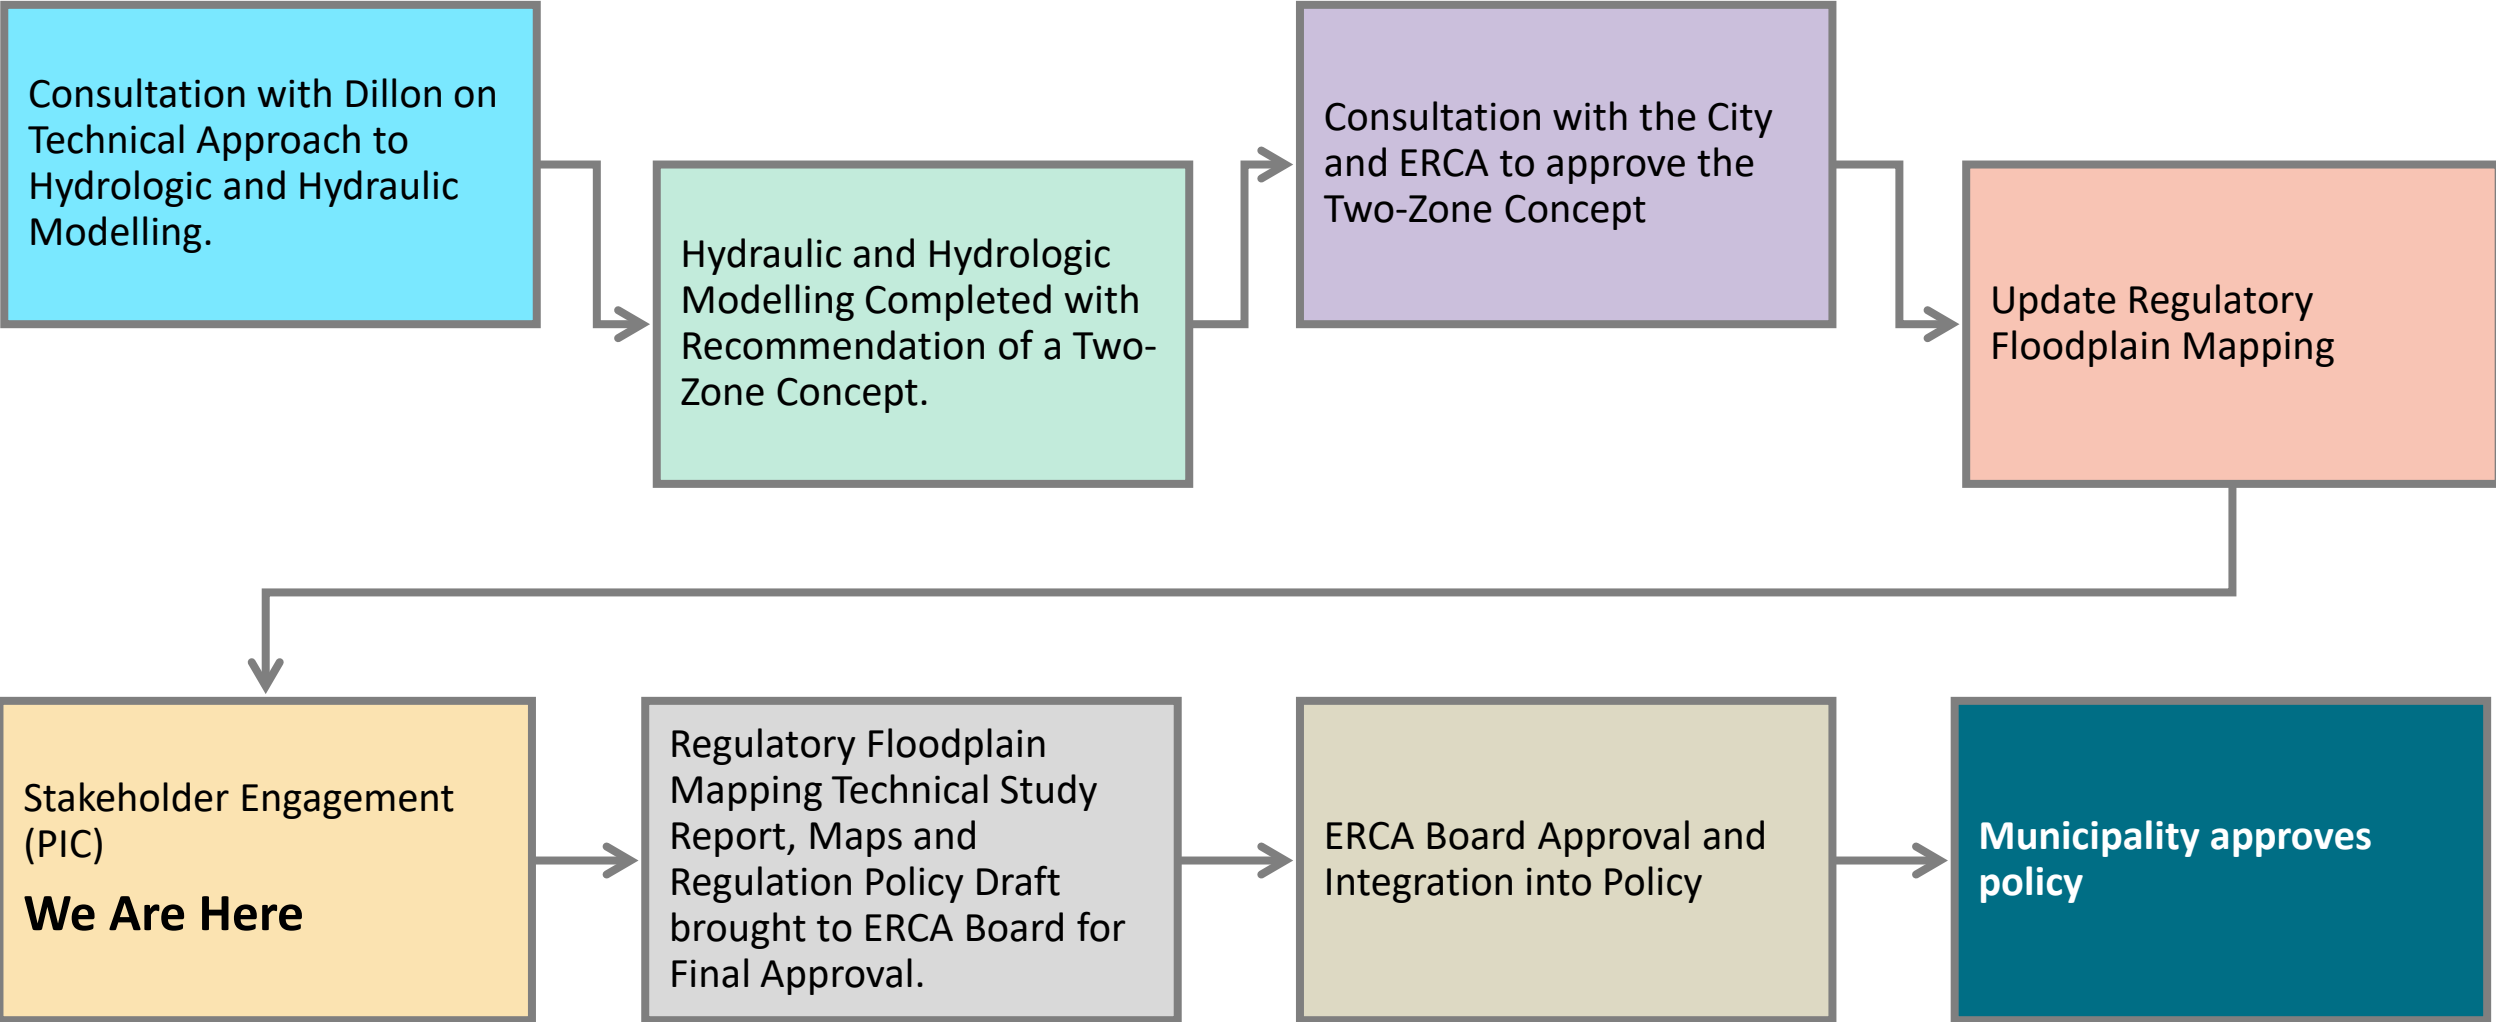 Consultation with Dillon on
Technical Approach to
Hydrologic and Hydraulic
Modelling.
Hydraulic and Hydrologic
Modelling Completed with
Recommendation of a Two-
Zone Concept.
Consultation with the City
and ERCA to approve the
Two-Zone Concept
Update Regulatory
Floodplain Mapping
Stakeholder Engagement
(PIC)
We Are Here
Regulatory Floodplain
Mapping Technical Study
Report, Maps and
Regulation Policy Draft
brought to ERCA Board for
Final Approval.
ERCA Board Approval and
Integration into Policy
Municipality approves
policy